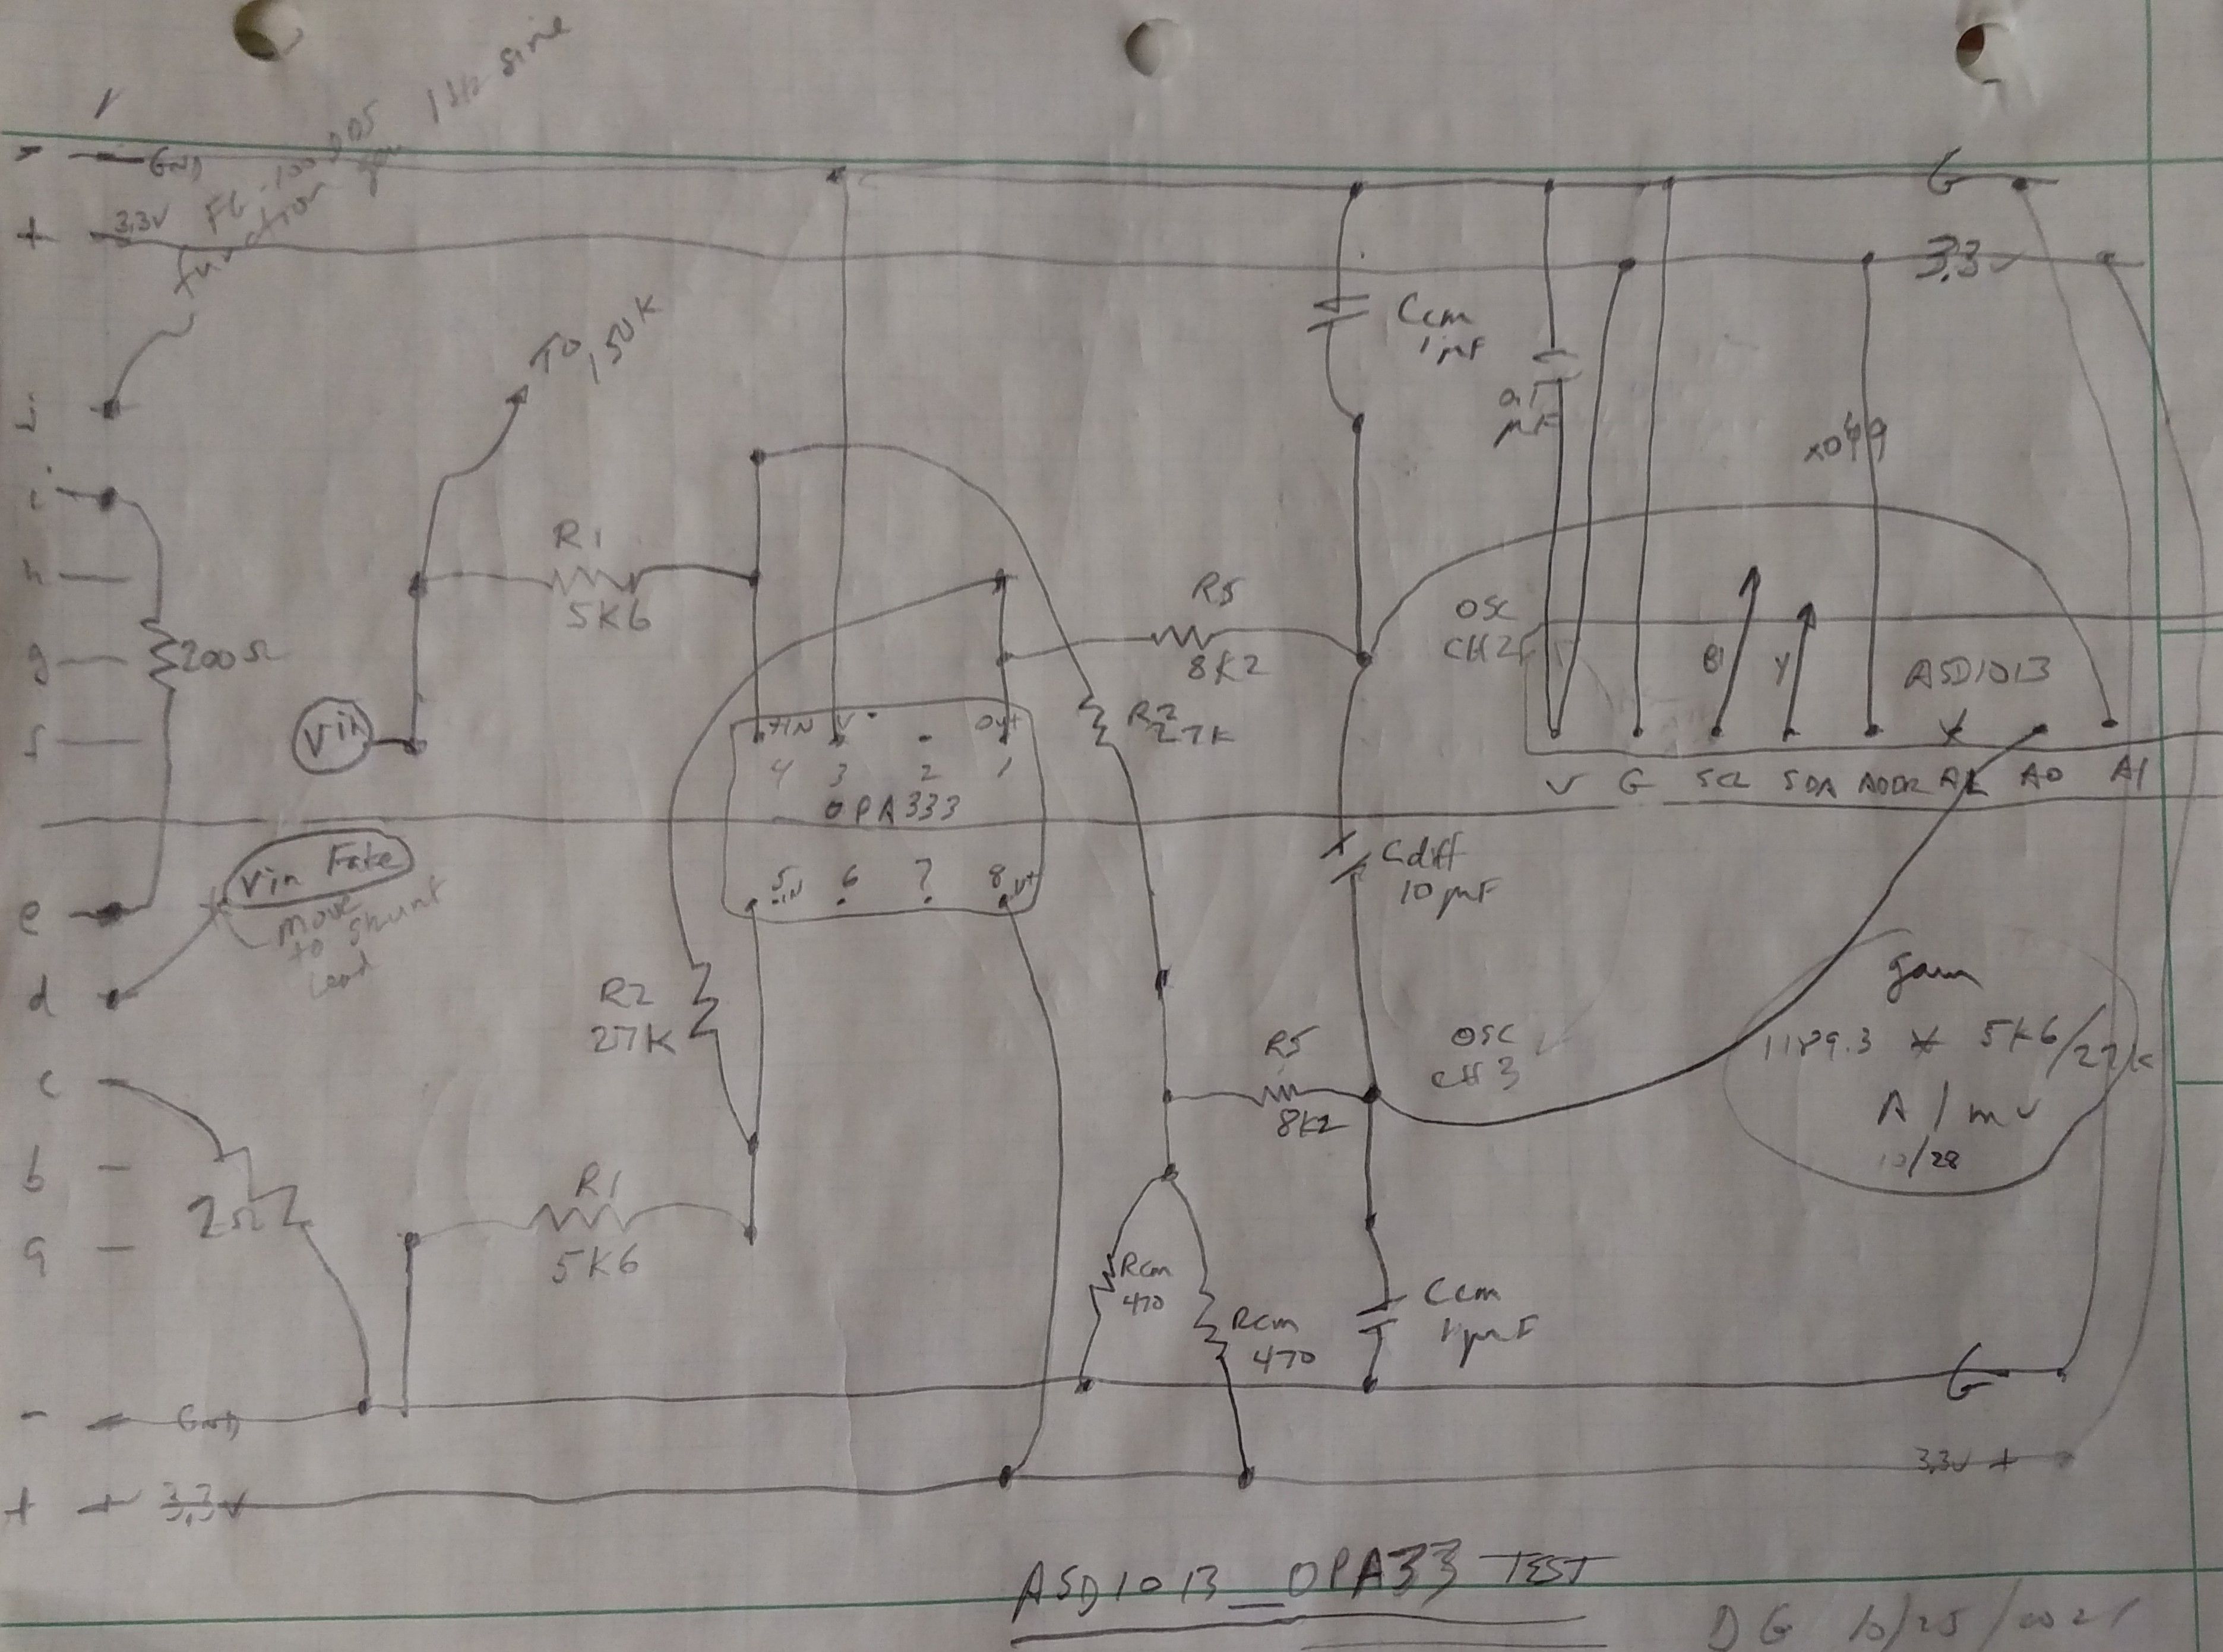 FG-100 DDS
function gen 1 Hz sine
- GND
+ 3.3V
G
3.3V
j
i
h
g
f
e
d
c
b
a
200Ω
TO 150K
R1
5K6
Vin
Vin Fake
move
to shunt
lead
2Ω
R2
27K
R1
5K6
+IN V- Out
4 3 2 1
OPA333
5 6 7 8
-IN V+
R2
27K
R5
8K2
Ccm
1µF
0.1
µF
x049
OSC
CH2
B1 Y
ASD1013
V G SCL SDA ADDR AL A0 A1
Cdiff
10µF
R5
8K2
OSC
CH3
gain
1189.3 * 5K6/27K
A/mV
10/28
Rcm
470
Rcm
470
Ccm
1µF
- GND
G
+ + 3.3V
3.3V +
ASD1013_OPA33 TEST
DG 10/25/2021